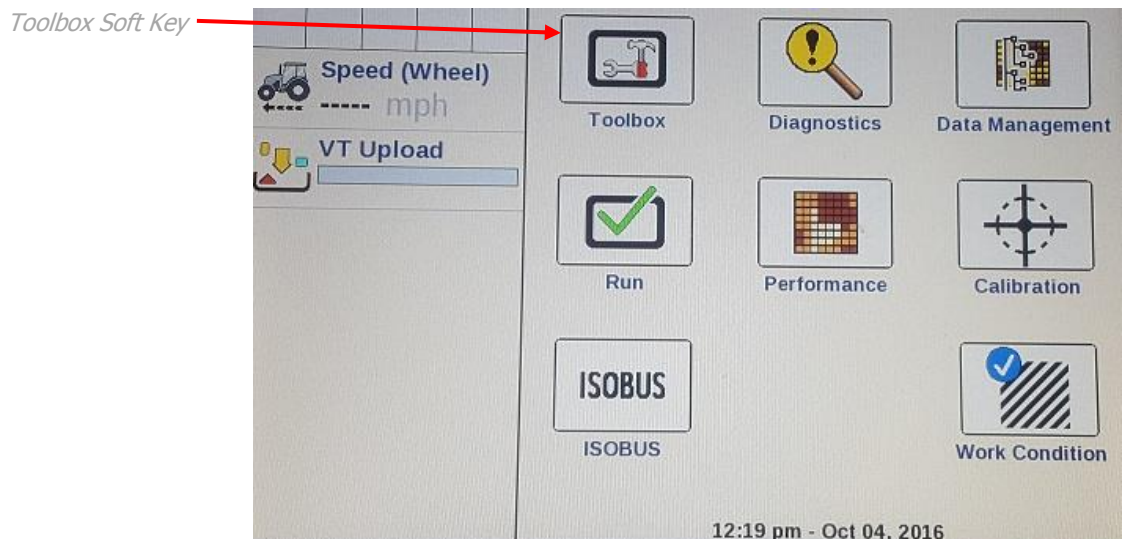 Toolbox Soft Key
Speed (Wheel)
----- mph
VT Upload
Toolbox
Diagnostics
Data Management
Run
Performance
Calibration
ISOBUS
ISOBUS
Work Condition
12:19 pm - Oct 04, 2016